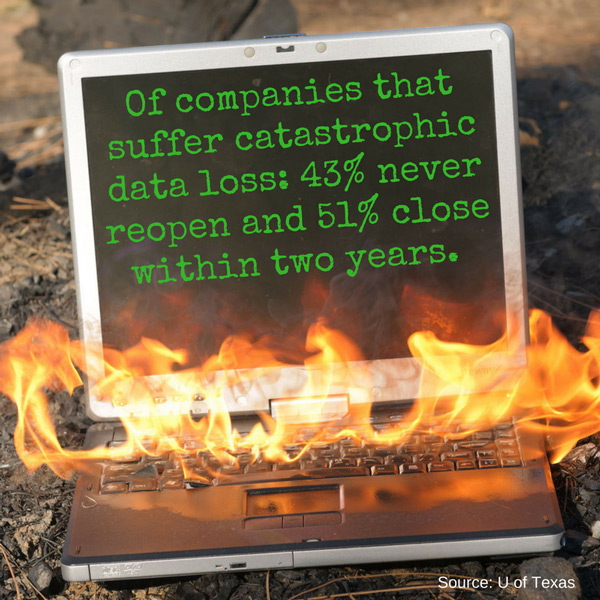 Of companies that
suffer catastrophic
data loss: 43% never
reopen and 51% close
within two years.
Source: U of Texas